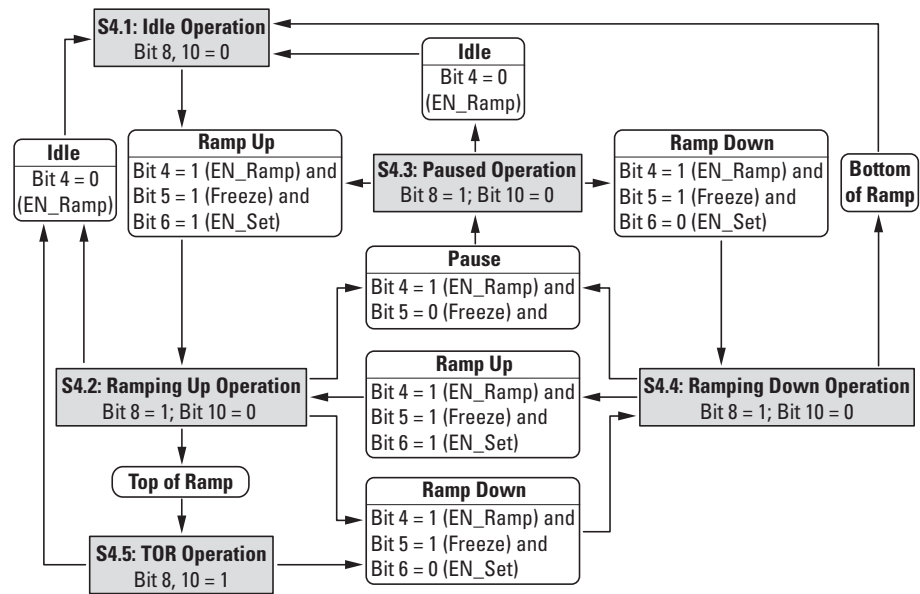 S4.1: Idle Operation
Bit 8, 10 = 0
Idle
Bit 4 = 0
(EN_Ramp)
Idle
Bit 4 = 0
(EN_Ramp)
Ramp Up
Bit 4 = 1 (EN_Ramp) and
Bit 5 = 1 (Freeze) and
Bit 6 = 1 (EN_Set)
S4.3: Paused Operation
Bit 8 = 1; Bit 10 = 0
Ramp Down
Bit 4 = 1 (EN_Ramp) and
Bit 5 = 1 (Freeze) and
Bit 6 = 0 (EN_Set)
Bottom
of Ramp
Pause
Bit 4 = 1 (EN_Ramp) and
Bit 5 = 0 (Freeze) and
S4.2: Ramping Up Operation
Bit 8 = 1; Bit 10 = 0
Ramp Up
Bit 4 = 1 (EN_Ramp) and
Bit 5 = 1 (Freeze) and
Bit 6 = 1 (EN_Set)
S4.4: Ramping Down Operation
Bit 8 = 1; Bit 10 = 0
Top of Ramp
Ramp Down
Bit 4 = 1 (EN_Ramp) and
Bit 5 = 1 (Freeze) and
Bit 6 = 0 (EN_Set)
S4.5: TOR Operation
Bit 8, 10 = 1